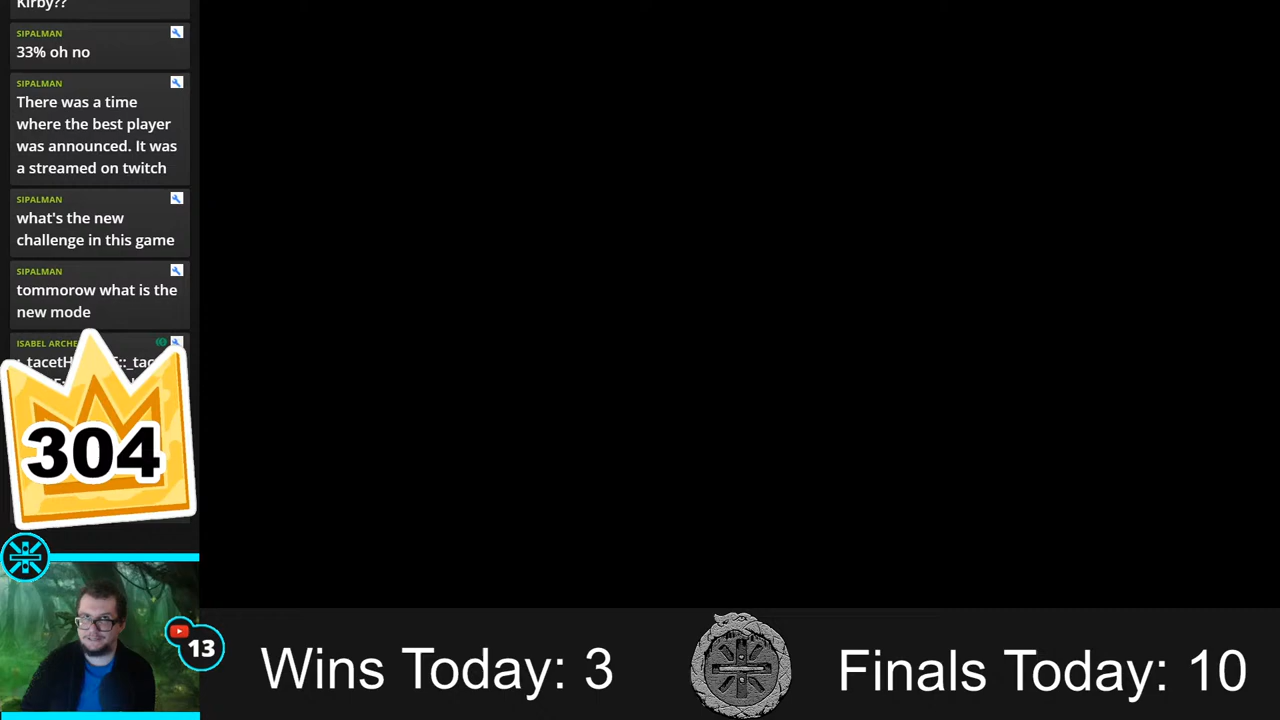 Kirby??
SIPALMAN
33% oh no
SIPALMAN
There was a time
where the best player
was announced. It was
a streamed on twitch
SIPALMAN
what's the new
challenge in this game
SIPALMAN
tommorow what is the
new mode
ISABEL ARCHE
304
13
Wins Today: 3
Finals Today: 10